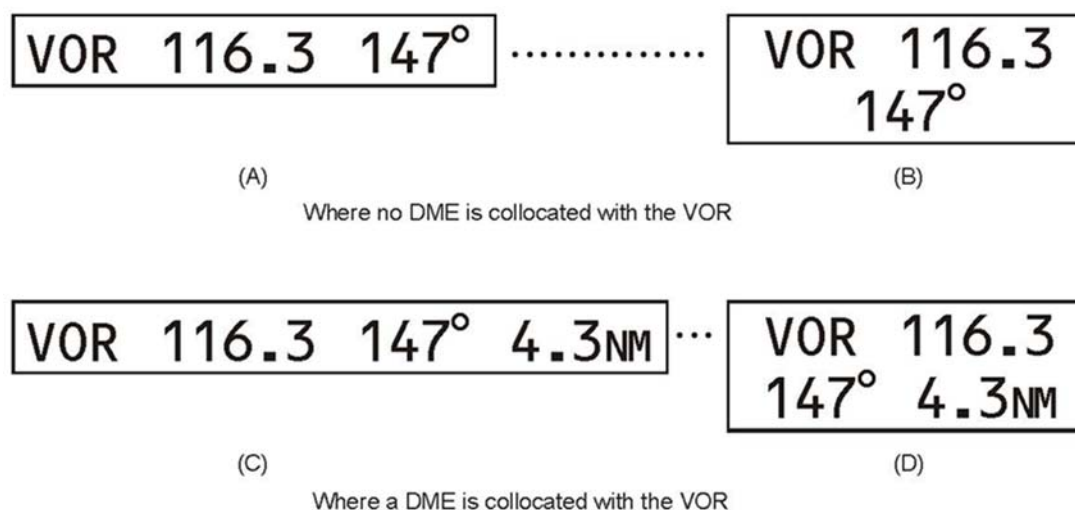 VOR 116.3 147° ..............
VOR 116.3
147°
(A)
(B)
Where no DME is collocated with the VOR
VOR 116.3 147° 4.3NM ...
VOR 116.3
147° 4.3NM
(C)
(D)
Where a DME is collocated with the VOR